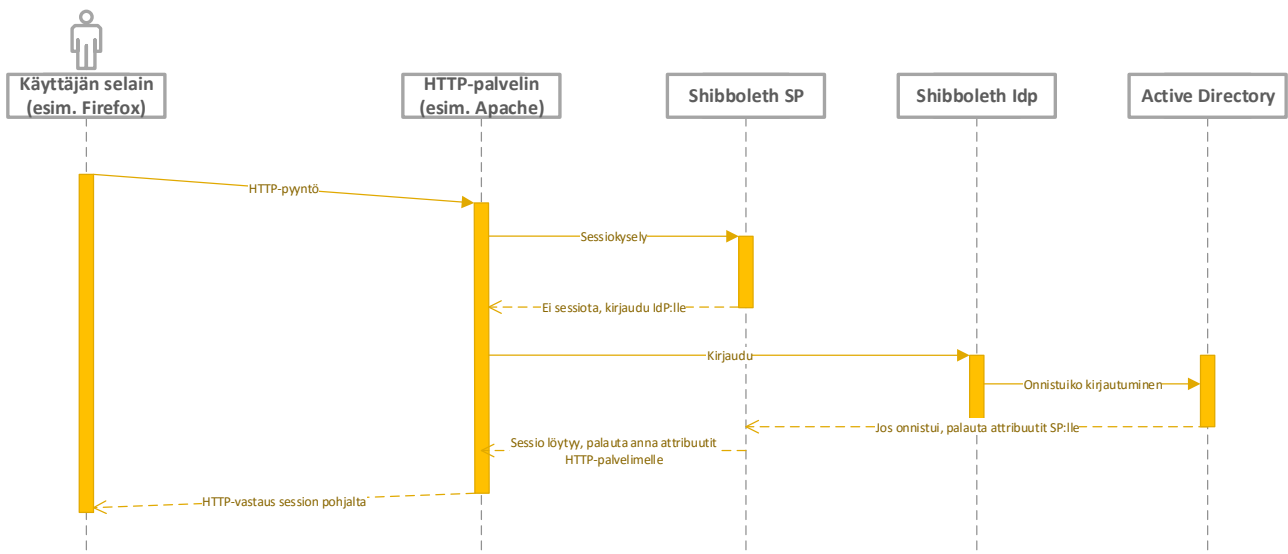 Käyttäjän selain
(esim. Firefox)
HTTP-palvelin
(esim. Apache)
Shibboleth SP
Shibboleth Idp
Active Directory
HTTP-pyyntö
Sessiokysely
Ei sessiota, kirjaudu IdP:lle
Kirjaudu
Onnistuiko kirjautuminen
Jos onnistui, palauta attribuutit SP:lle
Sessio löytyy, palauta anna attribuutit
HTTP-palvelimelle
HTTP-vastaus session pohjalta